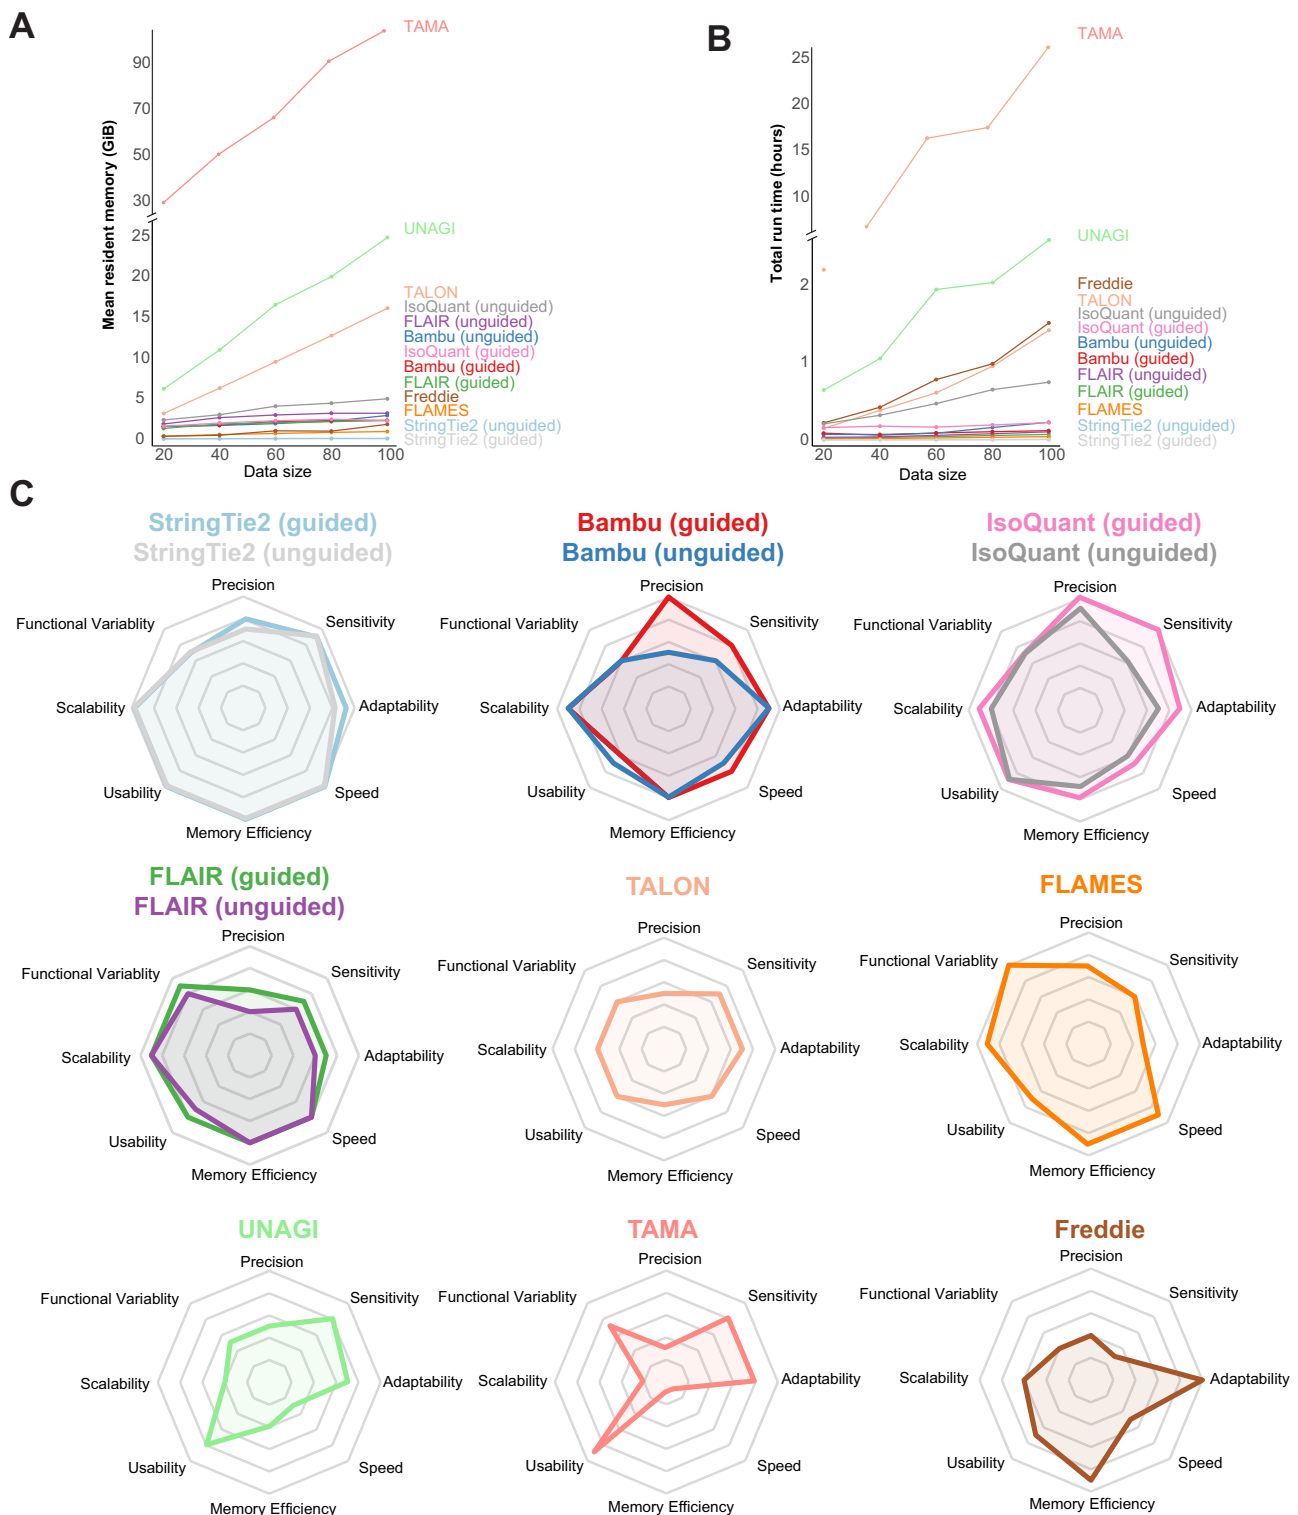 A
Mean resident memory (GiB)
90
70
50
30
25
20
15
10
5
0
20
40
60
80
100
Data size
TAMA
UNAGI
TALON
IsoQuant (unguided)
FLAIR (unguided)
Bambu (unguided)
IsoQuant (guided)
Bambu (guided)
FLAIR (guided)
Freddie
FLAMES
StringTie2 (unguided)
StringTie2 (guided)
B
Total run time (hours)
25
20
15
10
2
1
0
20
40
60
80
100
Data size
TAMA
UNAGI
Freddie
TALON
IsoQuant (unguided)
IsoQuant (guided)
Bambu (unguided)
Bambu (guided)
FLAIR (unguided)
FLAIR (guided)
FLAMES
StringTie2 (unguided)
StringTie2 (guided)
C
StringTie2 (guided)
StringTie2 (unguided)
Precision
Functional Variablity
Sensitivity
Scalability
Adaptability
Usability
Speed
Memory Efficiency
Bambu (guided)
Bambu (unguided)
Precision
Functional Variablity
Sensitivity
Scalability
Adaptability
Usability
Speed
Memory Efficiency
IsoQuant (guided)
IsoQuant (unguided)
Precision
Functional Variablity
Sensitivity
Scalability
Adaptability
Usability
Speed
Memory Efficiency
FLAIR (guided)
FLAIR (unguided)
Precision
Functional Variablity
Sensitivity
Scalability
Adaptability
Usability
Speed
Memory Efficiency
TALON
Precision
Functional Variablity
Sensitivity
Scalability
Adaptability
Usability
Speed
Memory Efficiency
FLAMES
Precision
Functional Variablity
Sensitivity
Scalability
Adaptability
Usability
Speed
Memory Efficiency
UNAGI
Precision
Functional Variablity
Sensitivity
Scalability
Adaptability
Usability
Speed
Memory Efficiency
TAMA
Precision
Functional Variablity
Sensitivity
Scalability
Adaptability
Usability
Speed
Memory Efficiency
Freddie
Precision
Functional Variablity
Sensitivity
Scalability
Adaptability
Usability
Speed
Memory Efficiency